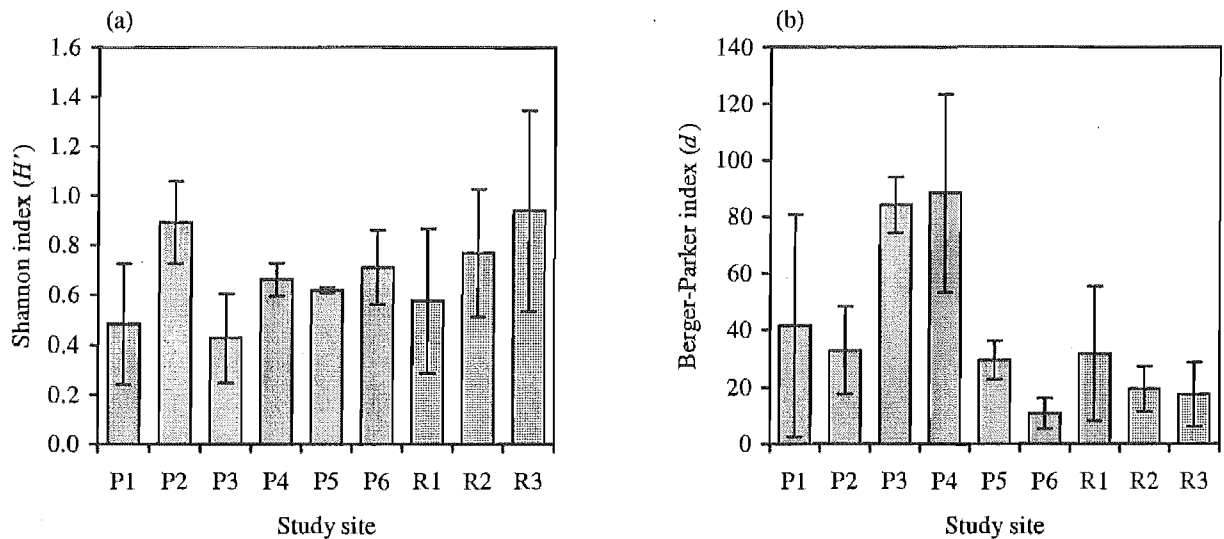 (a)
Shannon index (H')
1.6
1.4
1.2
1.0
0.8
0.6
0.4
0.2
0.0
P1 P2 P3 P4 P5 P6 R1 R2 R3
Study site
(b)
Berger-Parker index (d)
140
120
100
80
60
40
20
0
P1 P2 P3 P4 P5 P6 R1 R2 R3
Study site